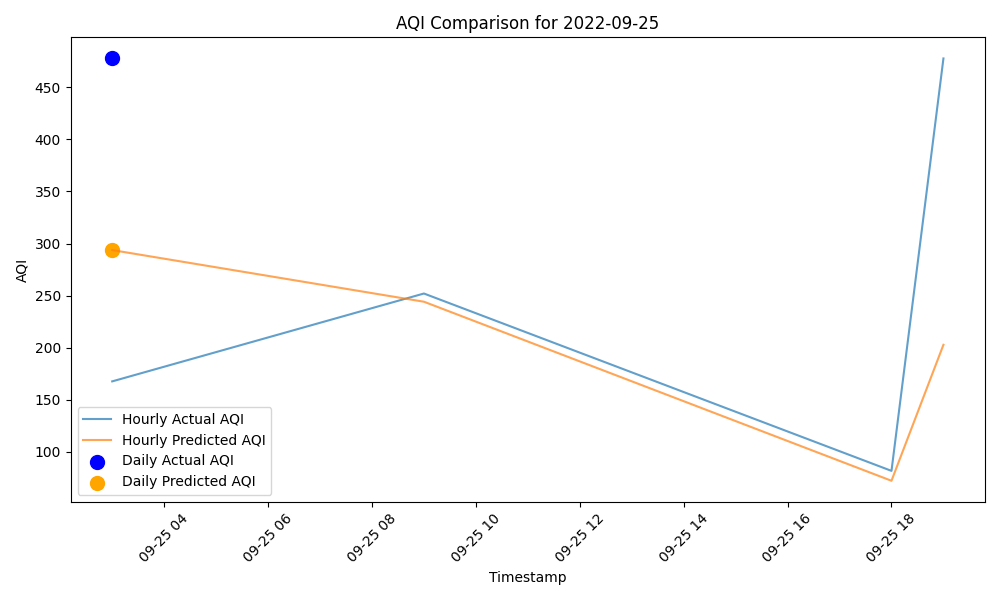 AQI Comparison for 2022-09-25
AQI
450
400
350
300
250
200
150
100
Hourly Actual AQI
Hourly Predicted AQI
Daily Actual AQI
Daily Predicted AQI
09-25 04
09-25 06
09-25 08
09-25 10
09-25 12
09-25 14
09-25 16
09-25 18
Timestamp